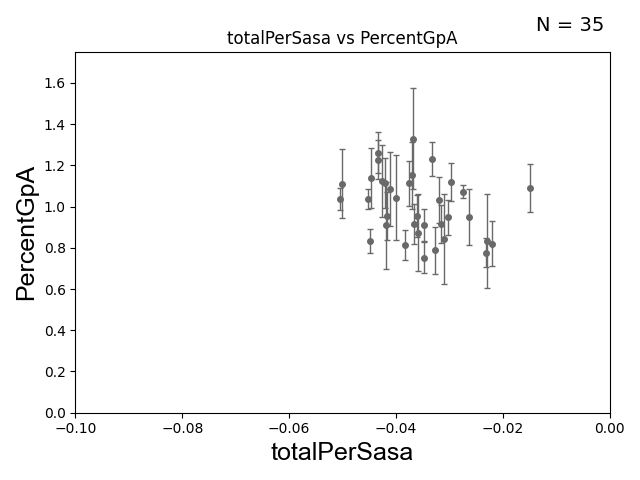 N = 35
totalPerSasa vs PercentGpA
PercentGpA
1.6
1.4
1.2
1.0
0.8
0.6
0.4
0.2
0.0
−0.10 −0.08 −0.06 −0.04 −0.02 0.00
totalPerSasa